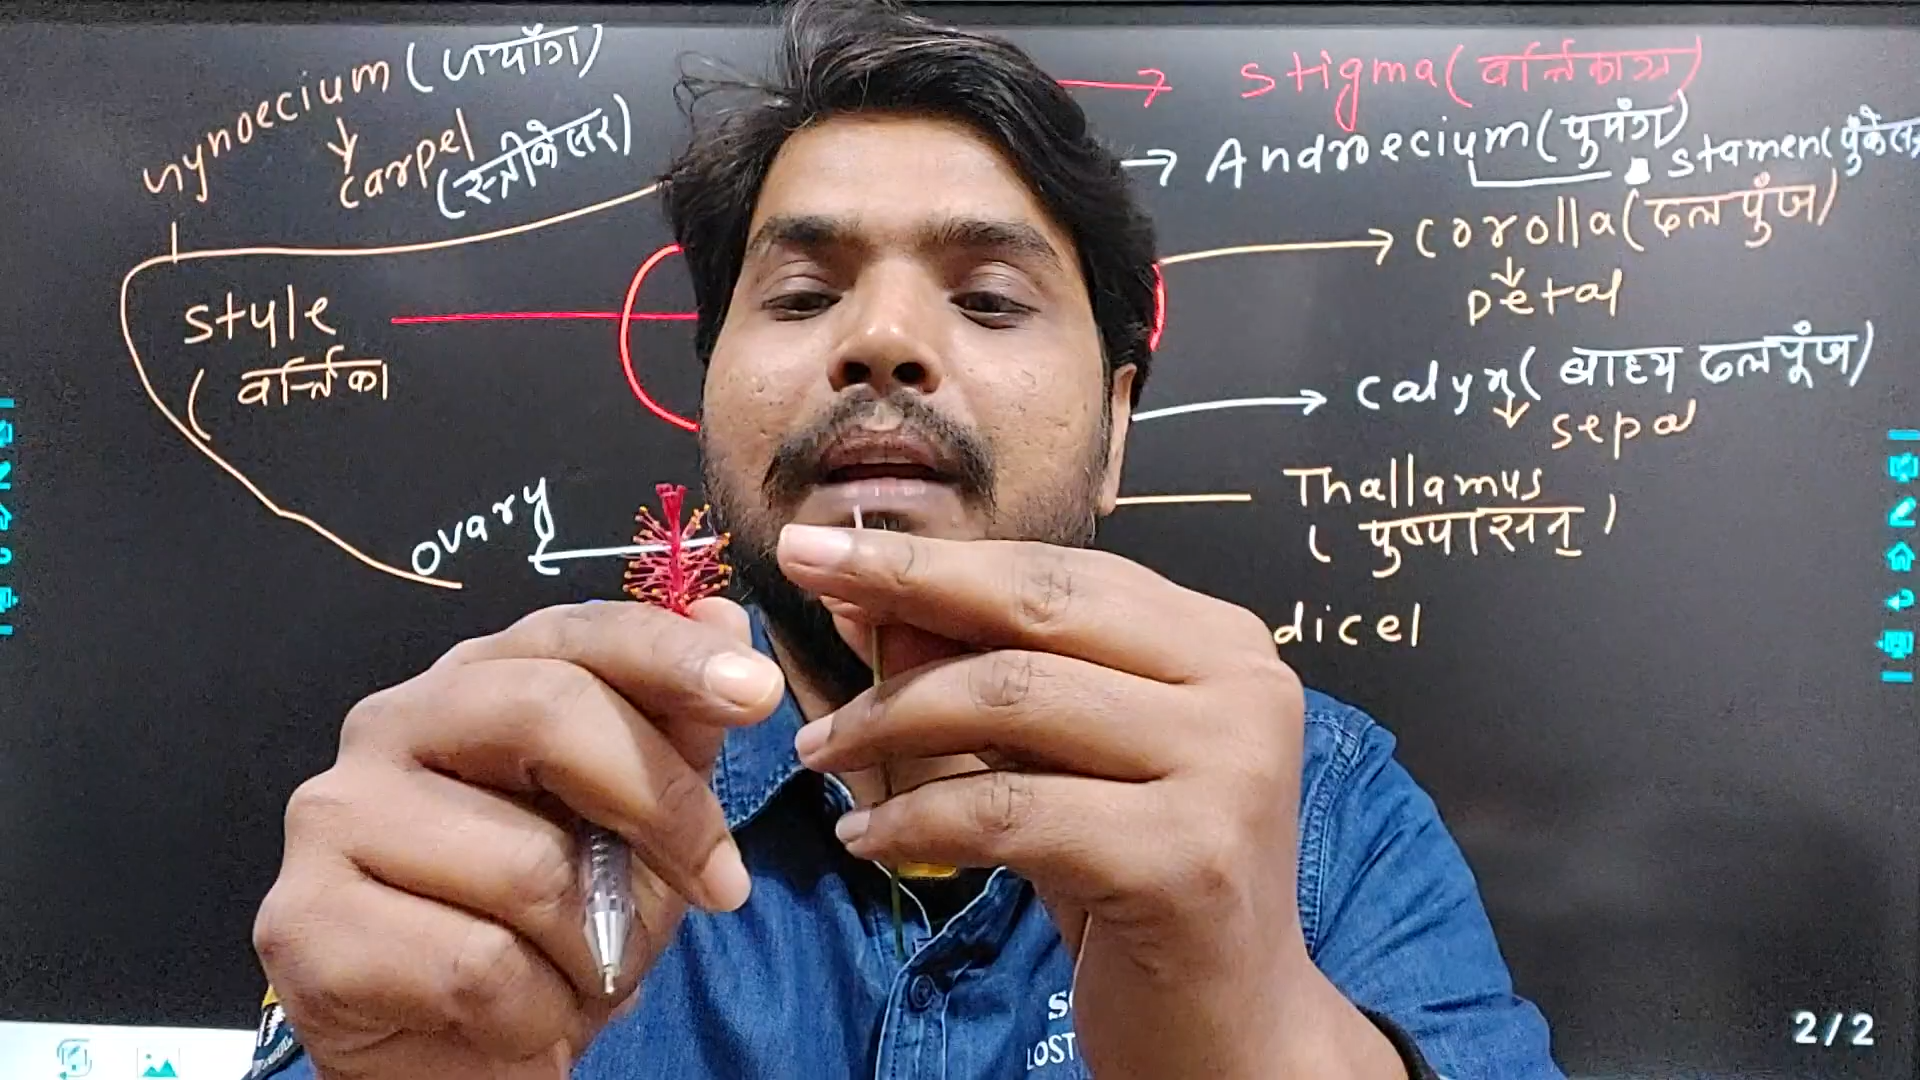 Gynoecium (जायाँग)
Carpel
(स्त्रीकेसर)
Style
( वर्त्तिका
Ovary
Stigma (वर्त्तिकाग्र)
Androecium (पुमँग)
Stamen (पुँकेसर
Corolla (दलपुँज)
Petal
Calyx (बाह्य दलपूँज)
Sepal
Thallamus
( पुष्पासन )
dicel
LOST
2/2